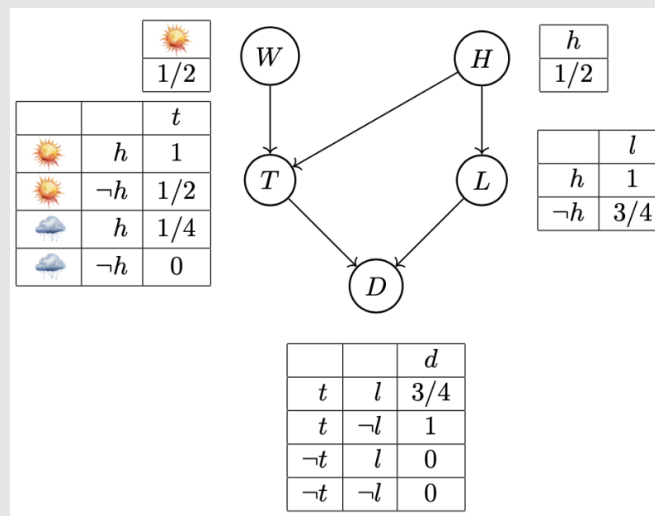 1/2
W
H
h
1/2
t
h 1
¬h 1/2
h 1/4
¬h 0
T
L
l
h 1
¬h 3/4
D
d
t l 3/4
t ¬l 1
¬t l 0
¬t ¬l 0